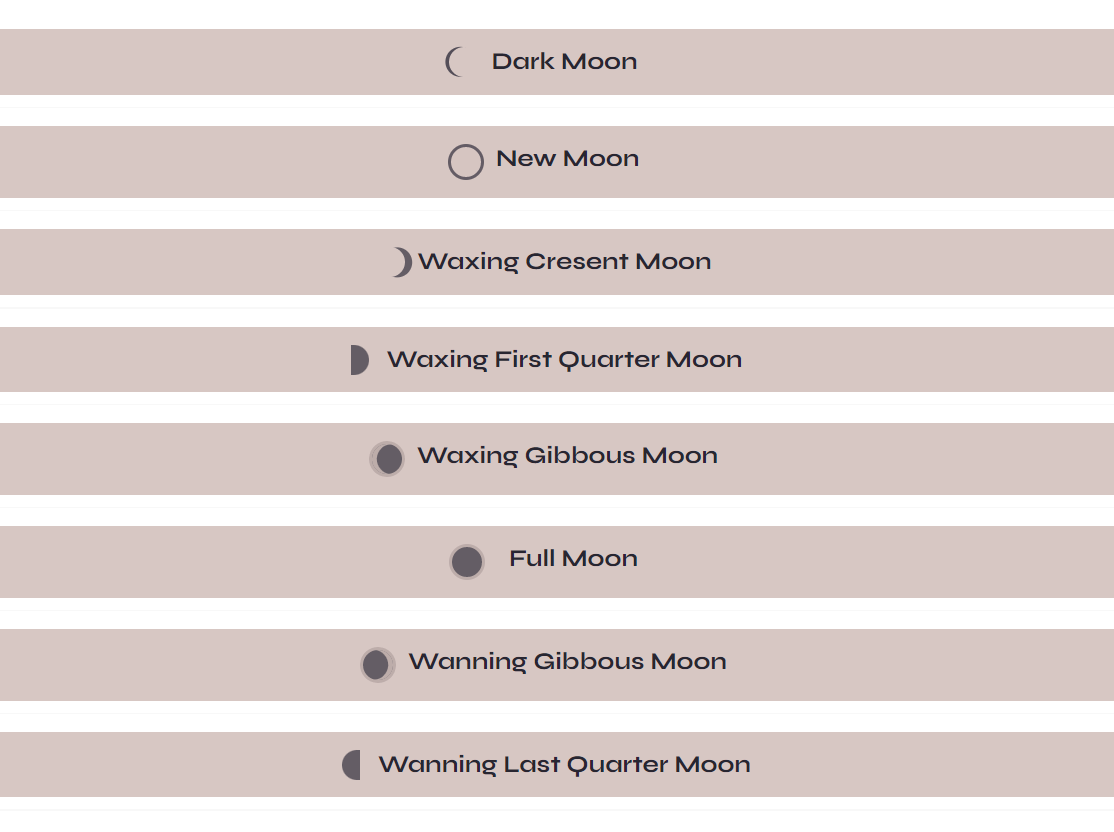 Dark Moon
New Moon
Waxing Cresent Moon
Waxing First Quarter Moon
Waxing Gibbous Moon
Full Moon
Wanning Gibbous Moon
Wanning Last Quarter Moon